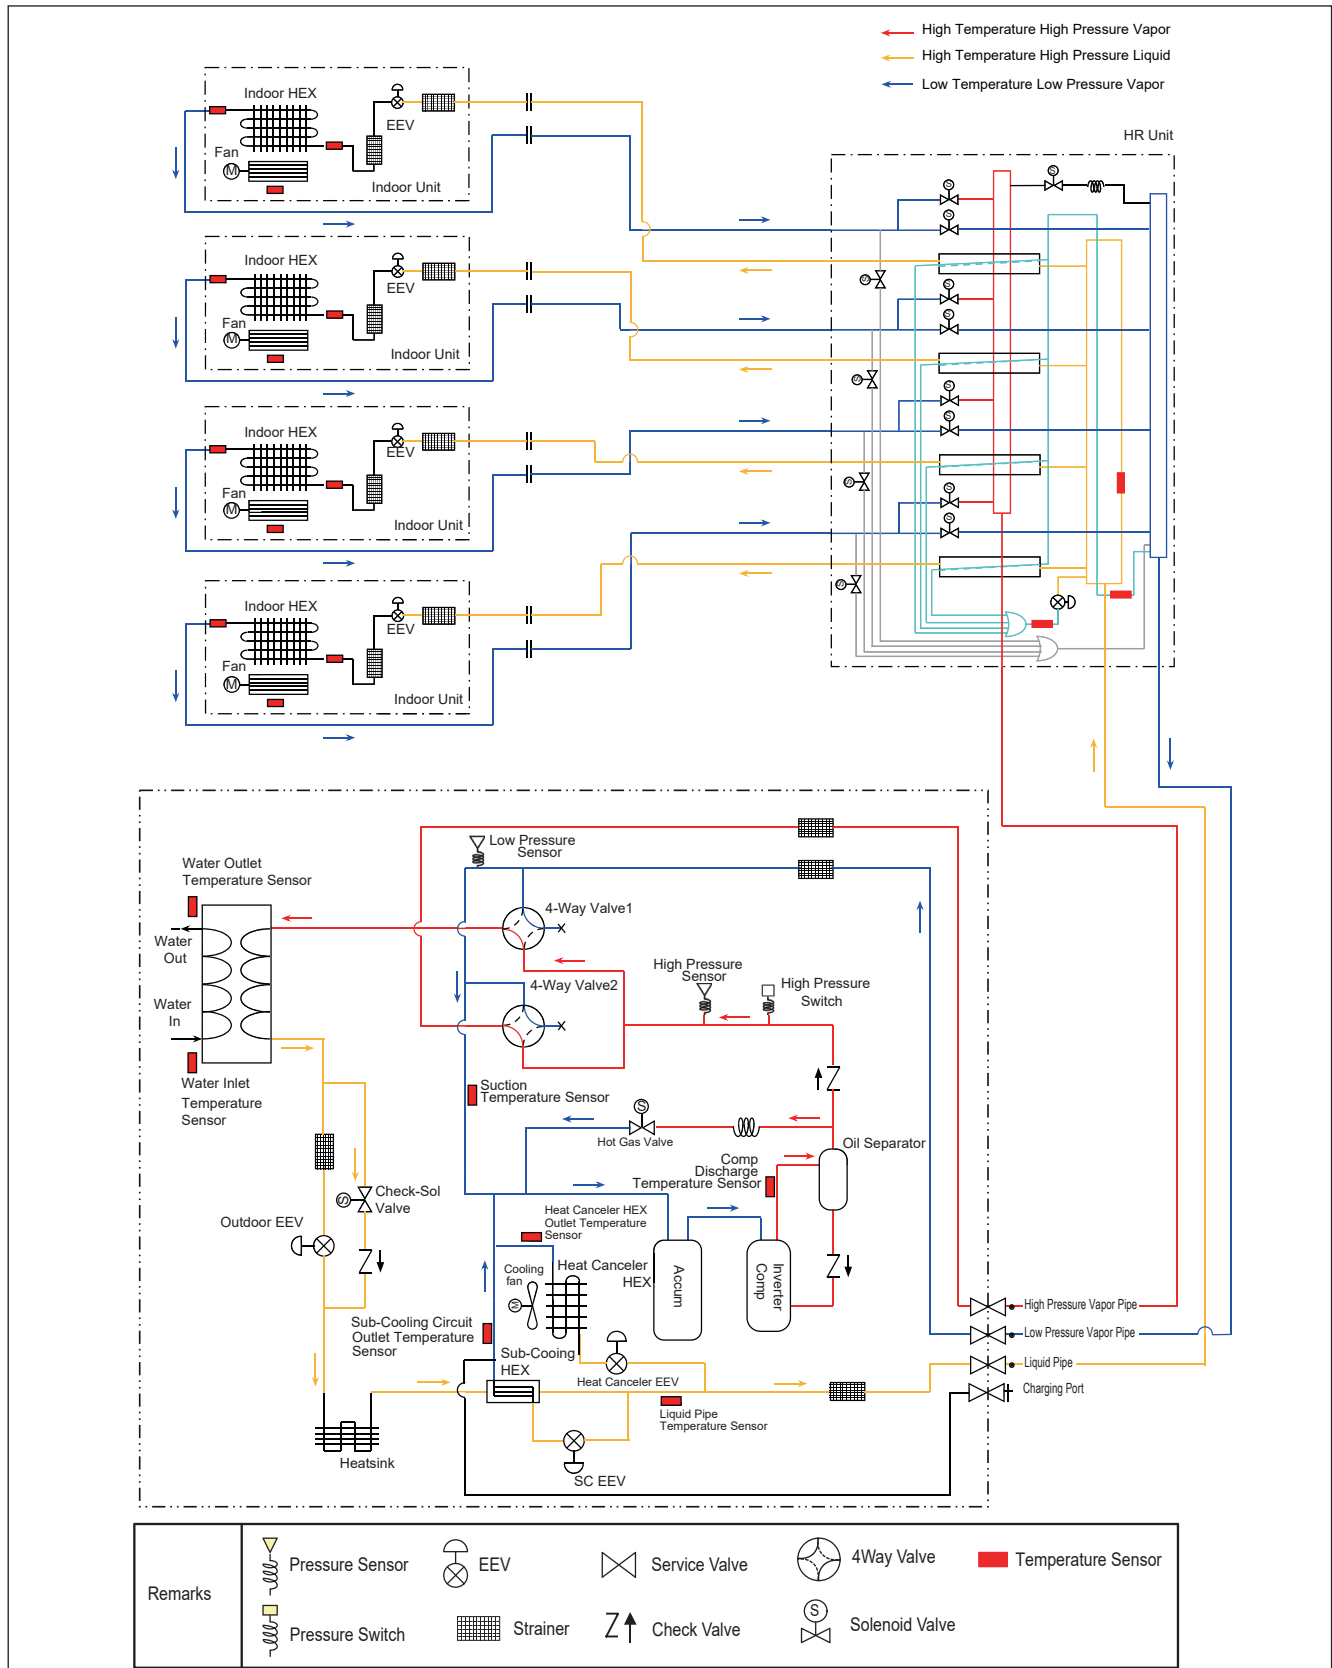 High Temperature High Pressure Vapor
High Temperature High Pressure Liquid
Low Temperature Low Pressure Vapor
HR Unit
Indoor HEX
EEV
Fan
M
Indoor Unit
Indoor HEX
EEV
Fan
M
Indoor Unit
Indoor HEX
EEV
Fan
M
Indoor Unit
Indoor HEX
EEV
Fan
M
Indoor Unit
S
S
S
S
S
S
S
S
S
S
S
S
S
Low Pressure
Sensor
Water Outlet
Temperature Sensor
4-Way Valve1
Water
Out
High Pressure
Sensor
High Pressure
Switch
4-Way Valve2
Water
In
Water Inlet
Temperature
Sensor
Suction
Temperature Sensor
S
Hot Gas Valve
Oil Separator
Comp
Discharge
Temperature Sensor
S
Check-Sol
Valve
Outdoor EEV
Heat Canceler HEX
Outlet Temperature
Sensor
Cooling
fan
M
Heat Canceler
HEX
Accum
Inverter
Comp
Sub-Cooling Circuit
Outlet Temperature
Sensor
Sub-Cooing
HEX
Heat Canceler EEV
Liquid Pipe
Temperature Sensor
SC EEV
Heatsink
High Pressure Vapor Pipe
Low Pressure Vapor Pipe
Liquid Pipe
Charging Port
Remarks
Pressure Sensor
EEV
Service Valve
4Way Valve
Temperature Sensor
Pressure Switch
Strainer
Check Valve
S
Solenoid Valve